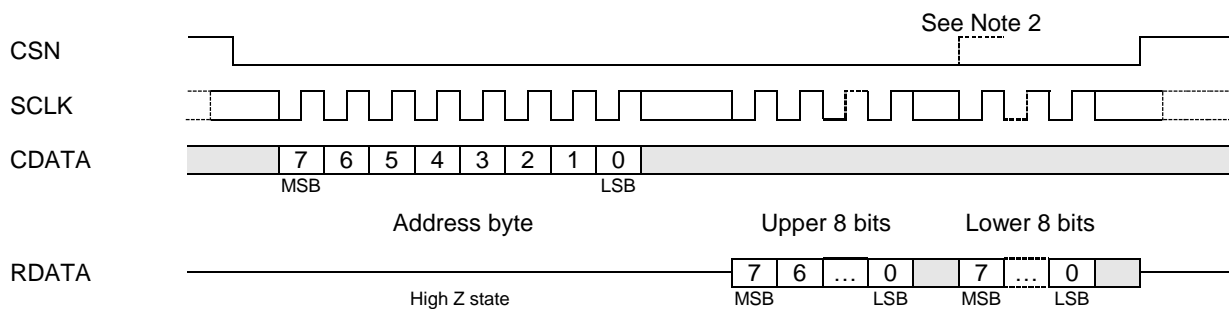 See Note 2
CSN
SCLK
CDATA
7 6 5 4 3 2 1 0
MSB LSB
Address byte Upper 8 bits Lower 8 bits
RDATA
7 6 … 0 7 … 0
High Z state
MSB LSB MSB LSB